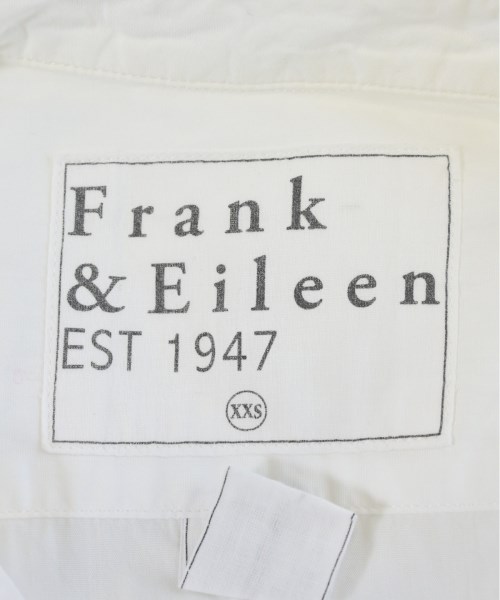 Frank
& Eileen
EST 1947
XXS